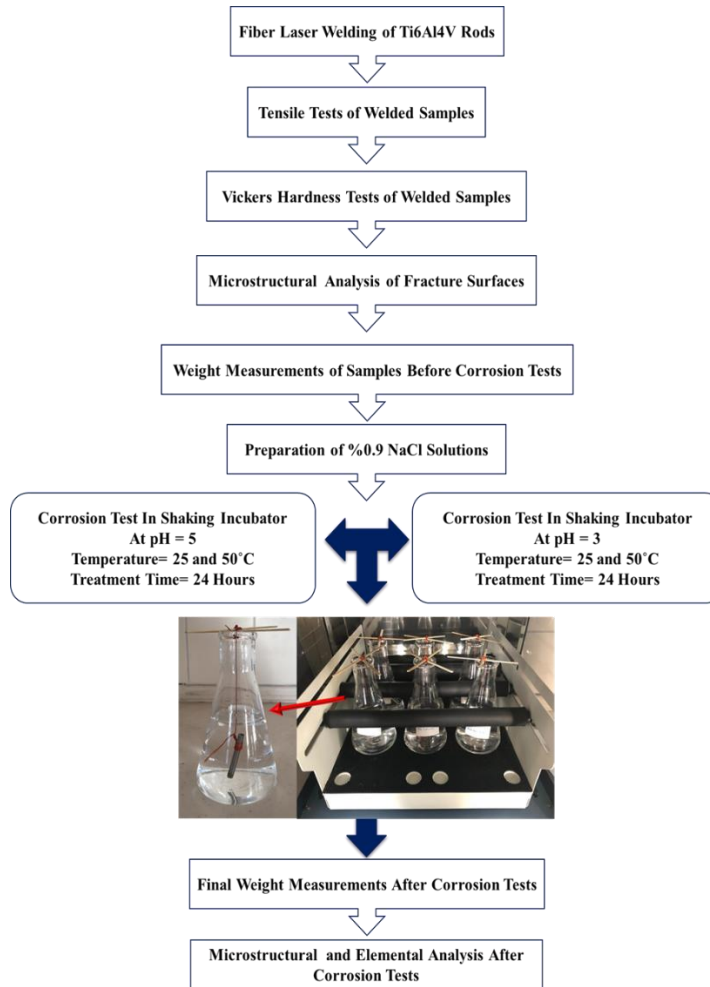 Fiber Laser Welding of Ti6Al4V Rods
Tensile Tests of Welded Samples
Vickers Hardness Tests of Welded Samples
Microstructural Analysis of Fracture Surfaces
Weight Measurements of Samples Before Corrosion Tests
Preparation of %0.9 NaCl Solutions
Corrosion Test In Shaking Incubator
At pH = 5
Temperature= 25 and 50˚C
Treatment Time= 24 Hours
Corrosion Test In Shaking Incubator
At pH = 3
Temperature= 25 and 50˚C
Treatment Time= 24 Hours
Final Weight Measurements After Corrosion Tests
Microstructural and Elemental Analysis After
Corrosion Tests